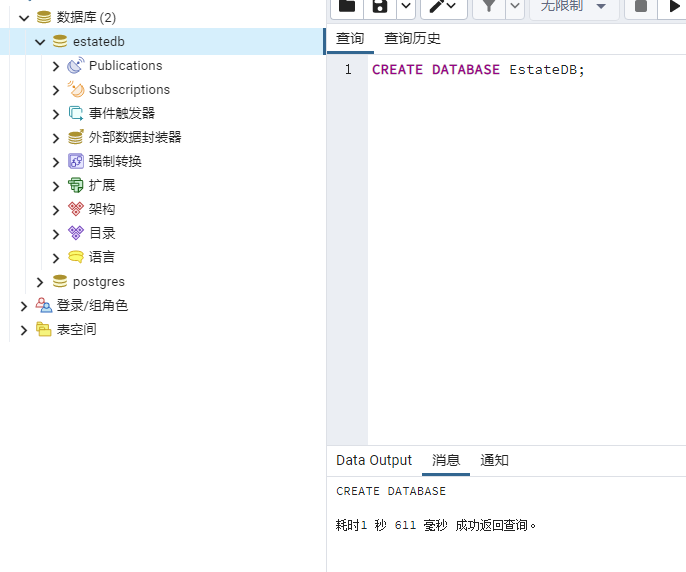 数据库 (2)
estatedb
Publications
Subscriptions
事件触发器
外部数据封装器
强制转换
扩展
架构
目录
语言
postgres
登录/组角色
表空间
无限制
查询 查询历史
1 CREATE DATABASE EstateDB;
Data Output 消息 通知
CREATE DATABASE
耗时1 秒 611 毫秒 成功返回查询。